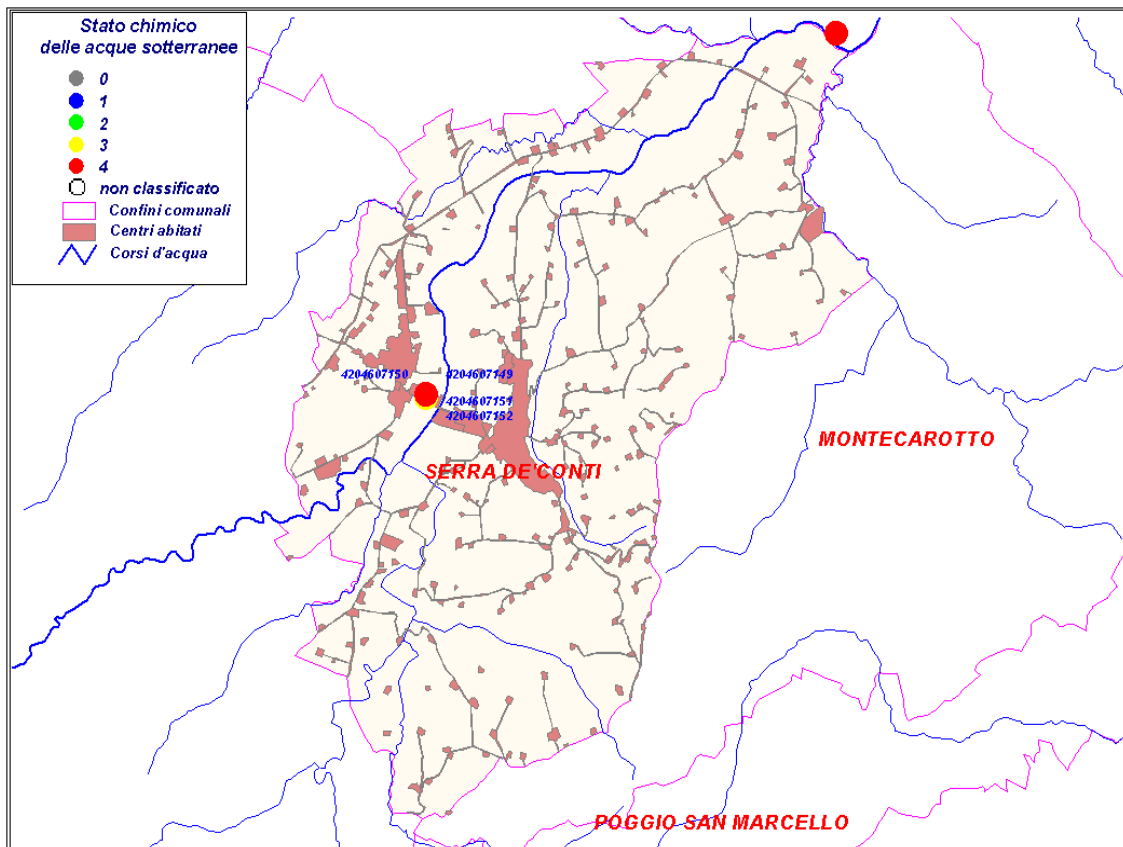 Stato chimico
delle acque sotterranee
0
1
2
3
4
non classificato
Confini comunali
Centri abitati
Corsi d'acqua
4204607150 4204607149
4204607151
4204607152
MONTECAROTTO
SERRA DE'CONTI
POGGIO SAN MARCELLO